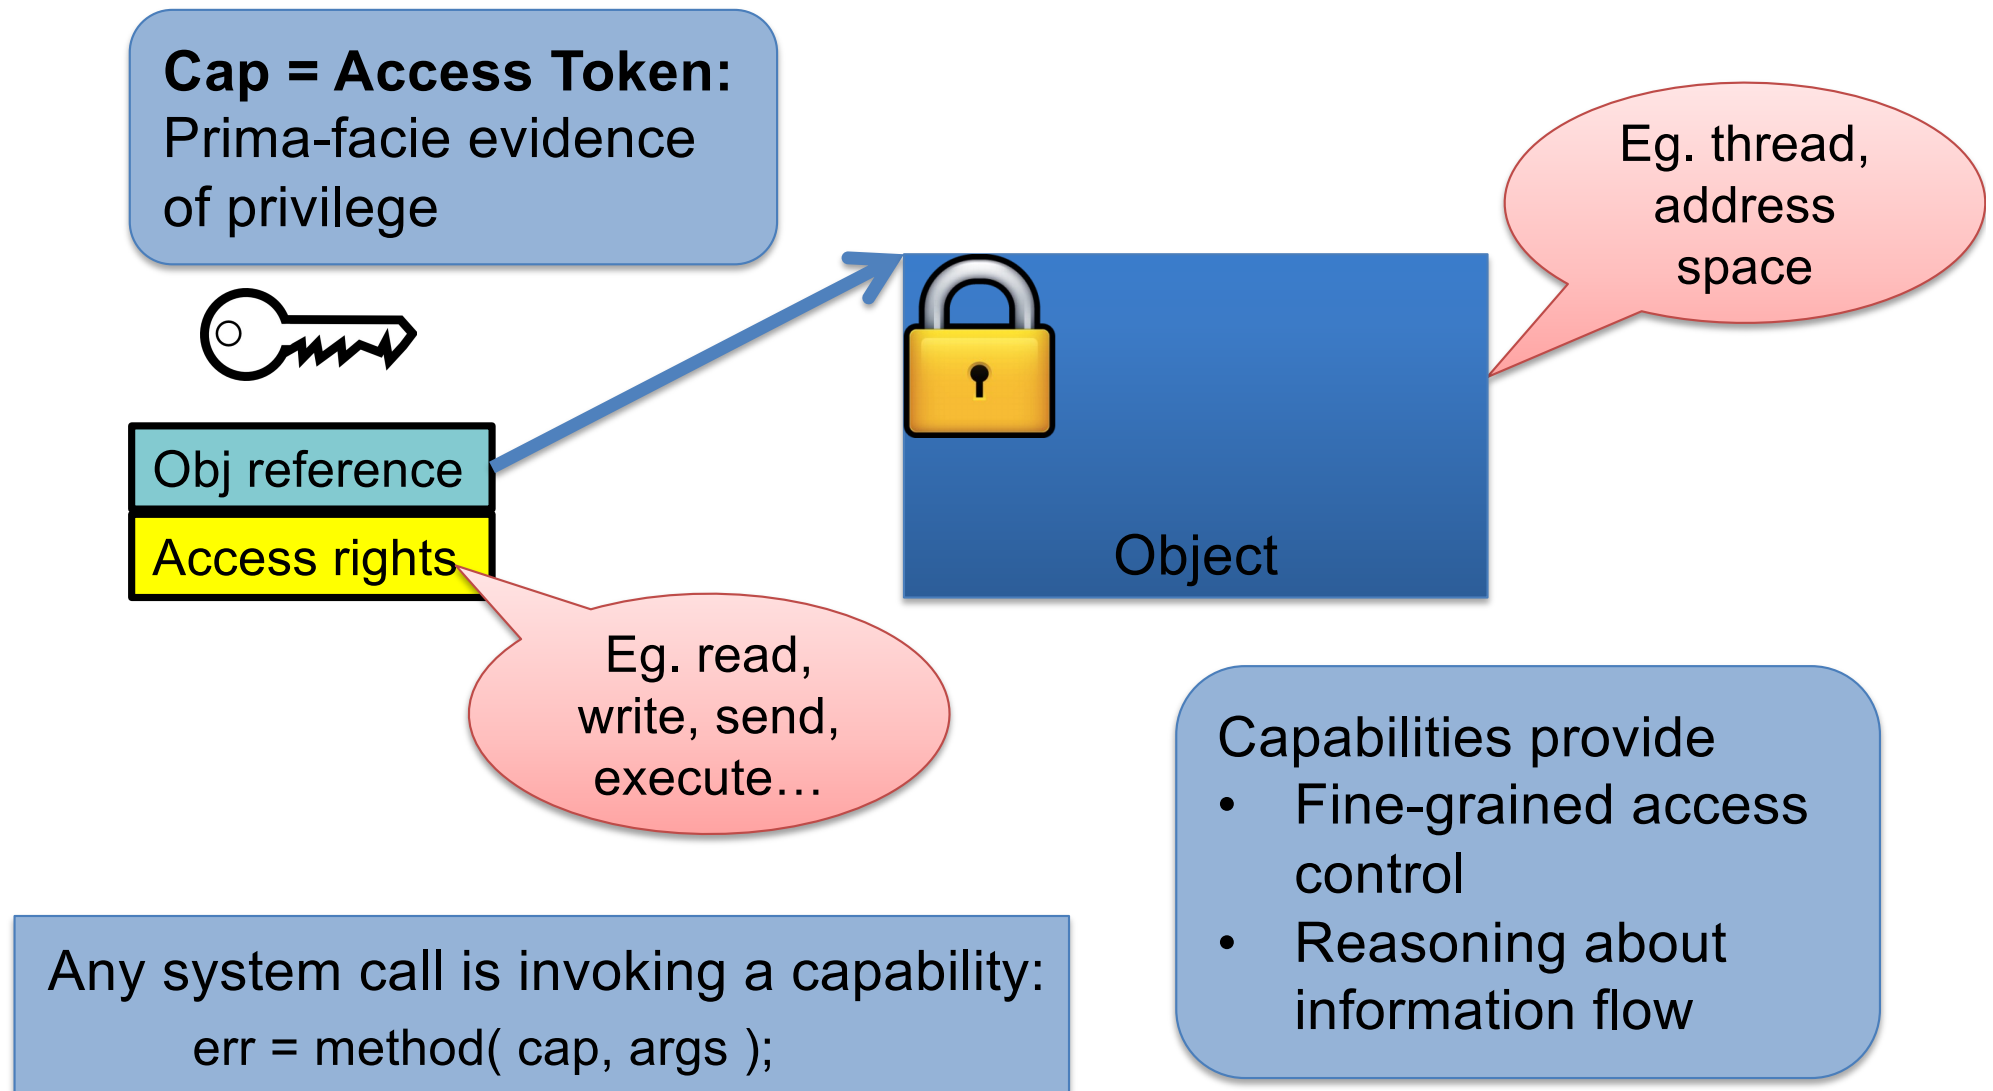 Cap = Access Token:
Prima-facie evidence
of privilege
Eg. thread,
address
space
Obj reference
Access rights
Object
Eg. read,
write, send,
execute…
Capabilities provide
• Fine-grained access
control
• Reasoning about
information flow
Any system call is invoking a capability:
err = method( cap, args );